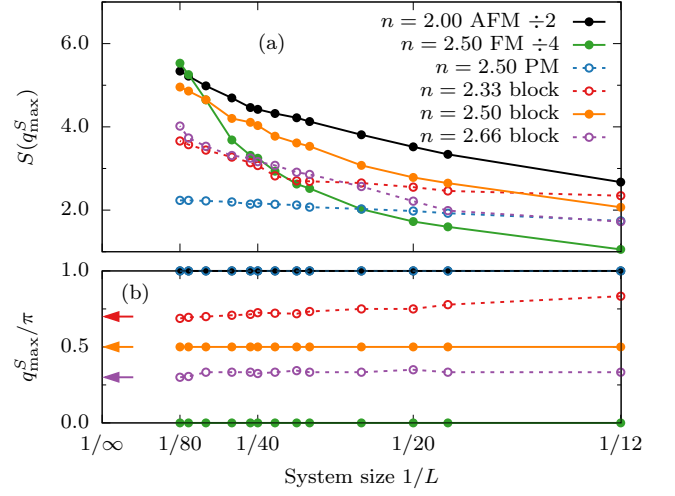 6.0
4.0
2.0
S(q^S_max)
(a)
n = 2.00 AFM ÷2
n = 2.50 FM ÷4
n = 2.50 PM
n = 2.33 block
n = 2.50 block
n = 2.66 block
1.0
0.5
0.0
q^S_max/π
(b)
1/∞ 1/80 1/40 1/20 1/12
System size 1/L